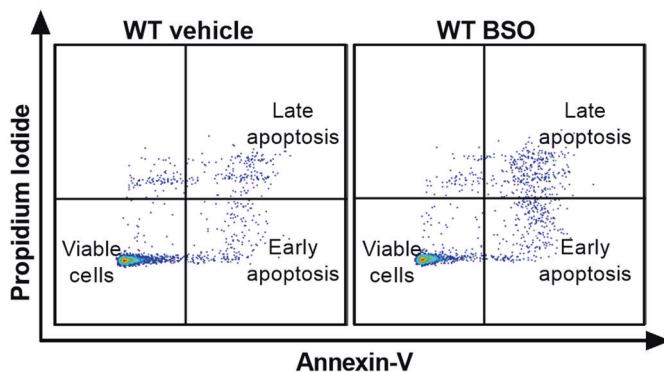 WT vehicle
WT BSO
Propidium Iodide
Late
apoptosis
Late
apoptosis
Viable
cells
Early
apoptosis
Viable
cells
Early
apoptosis
Annexin-V